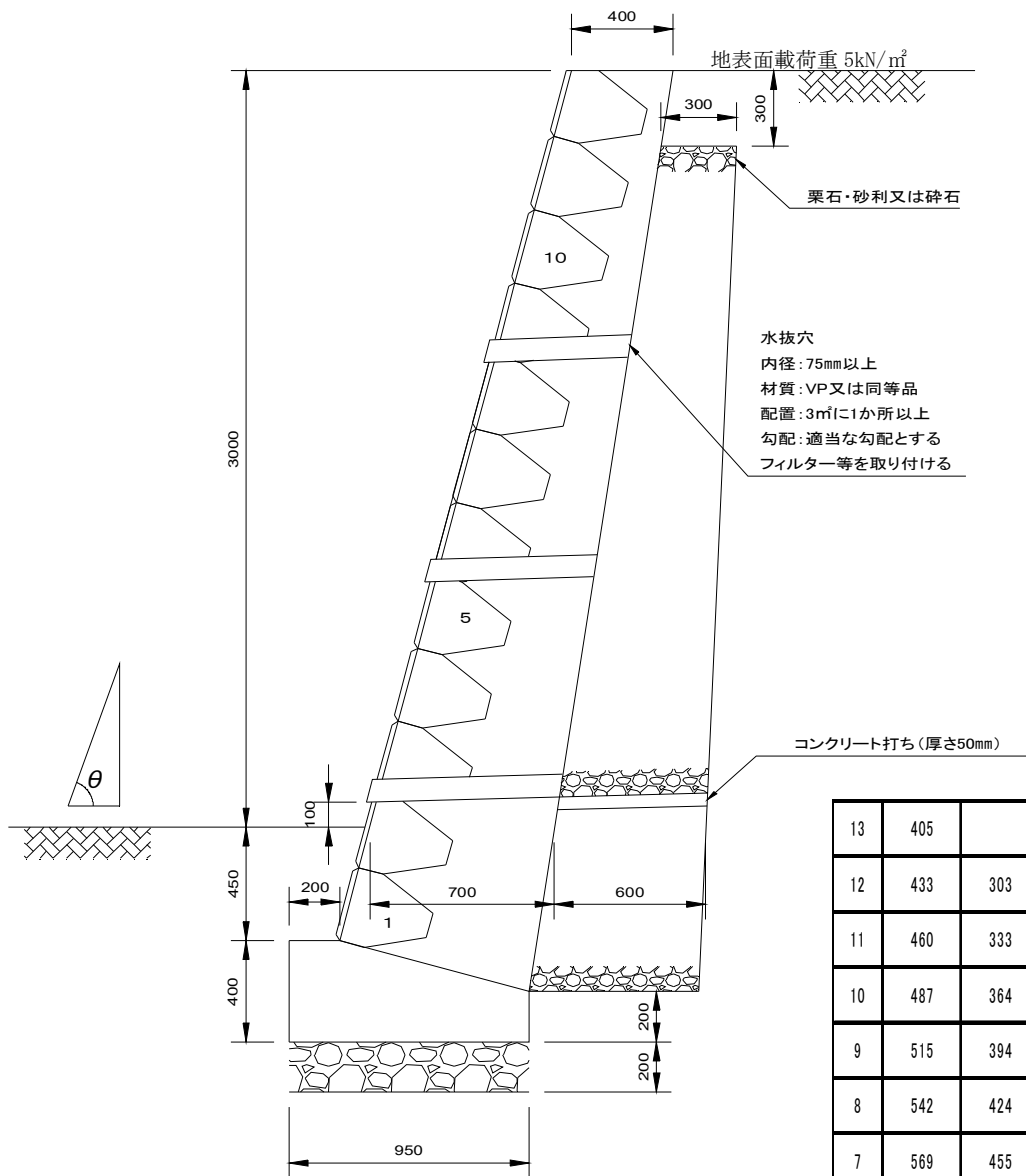 400
地表面載荷重 5kN/㎡
300
300
栗石・砂利又は砕石
10
水抜穴
内径：75mm以上
材質：VP又は同等品
配置：3㎡に1か所以上
勾配：適当な勾配とする
フィルター等を取り付ける
3000
5
コンクリート打ち（厚さ50mm）
θ
100
450
200
700
600
1
400
200
200
950
13 405
12 433 303
11 460 333
10 487 364
9 515 394
8 542 424
7 569 455